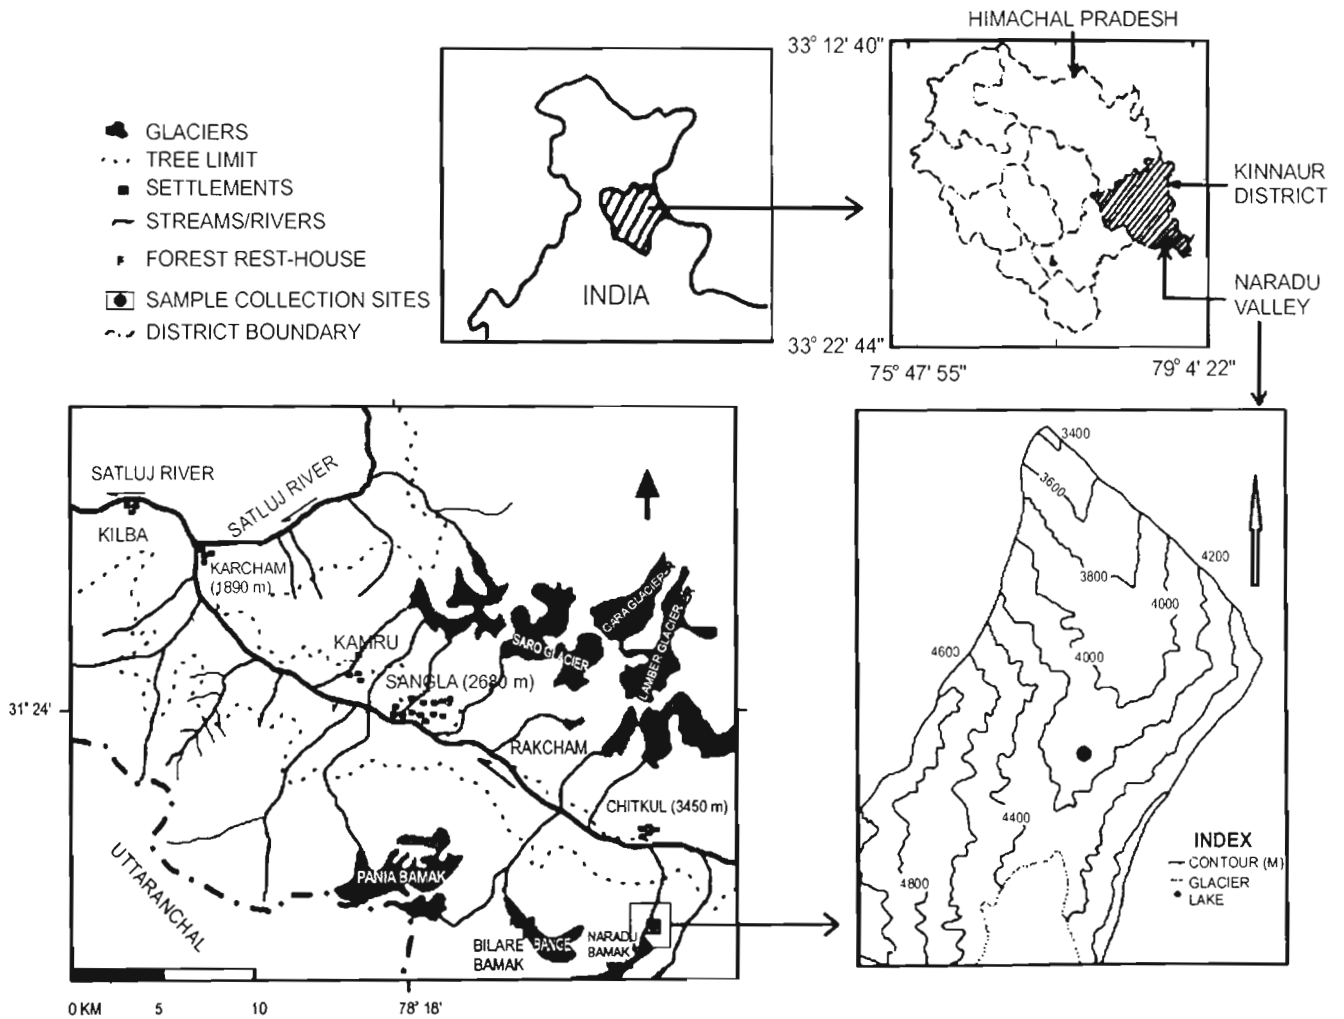 HIMACHAL PRADESH
33° 12' 40"
GLACIERS
TREE LIMIT
SETTLEMENTS
STREAMS/RIVERS
FOREST REST-HOUSE
SAMPLE COLLECTION SITES
DISTRICT BOUNDARY
INDIA
KINNAUR
DISTRICT
NARADU
VALLEY
33° 22' 44"
75° 47' 55"
79° 4' 22"
SATLUJ RIVER
SATLUJ RIVER
KILBA
KARCHAM
(1890 m)
KAMRU
SANGLA (2680 m)
SARO GLACIER
LAMBER GLACIER
RAKCHAM
CHITKUL (3450 m)
31° 24'
UTTARANCHAL
PANIA BAMAK
BILARE
BAMAK
NARADU
BAMAK
0 KM
5
10
78° 18'
3400
3600
3800
4200
4000
4000
4600
4400
4800
INDEX
CONTOUR (M)
GLACIER
LAKE